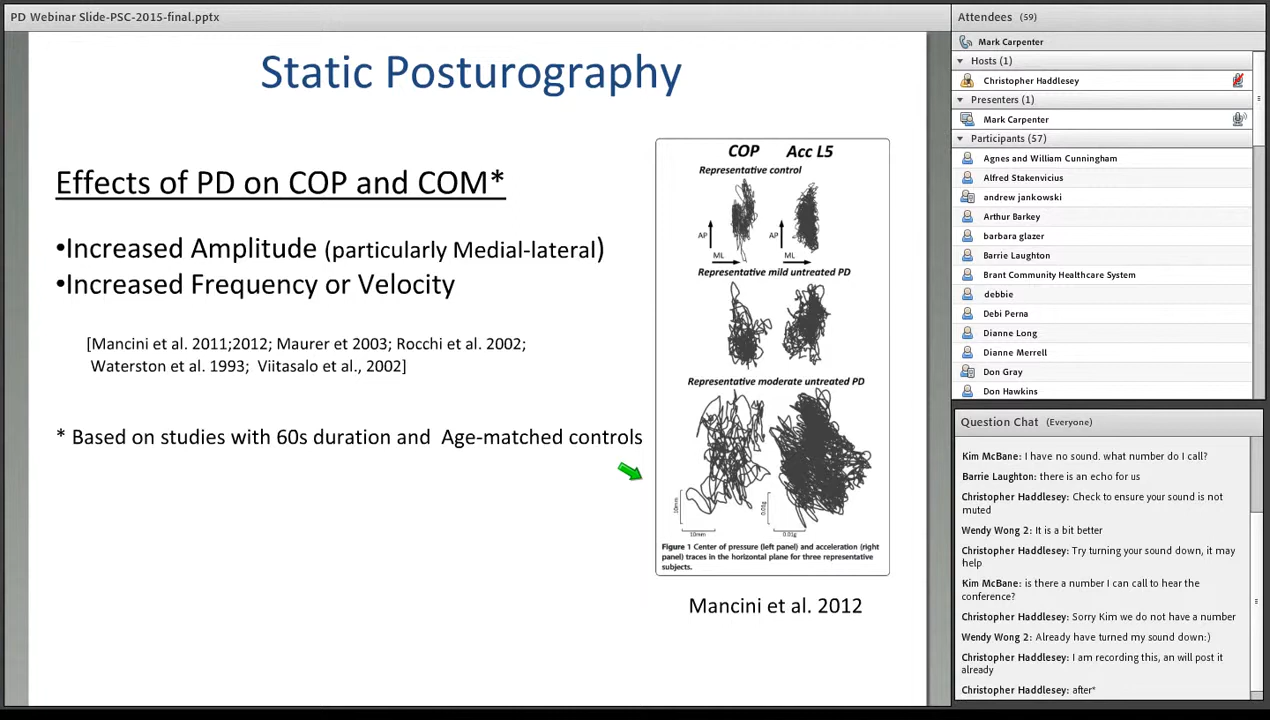 PD Webinar Slide-PSC-2015-final.pptx
Static Posturography
Effects of PD on COP and COM*
•Increased Amplitude (particularly Medial-lateral)
•Increased Frequency or Velocity
[Mancini et al. 2011;2012; Maurer et 2003; Rocchi et al. 2002;
Waterston et al. 1993; Viitasalo et al., 2002]
* Based on studies with 60s duration and Age-matched controls
COP Acc L5
Representative control
AP AP
ML ML
Representative mild untreated PD
Representative moderate untreated PD
10mm 0.01g
10mm 0.01g
Figure 1 Center of pressure (left panel) and acceleration (right
panel) traces in the horizontal plane for three representative
subjects.
Mancini et al. 2012
Attendees (59)
Mark Carpenter
Hosts (1)
Christopher Haddlesey
Presenters (1)
Mark Carpenter
Participants (57)
Agnes and William Cunningham
Alfred Stakenvicius
andrew jankowski
Arthur Barkey
barbara glazer
Barrie Laughton
Brant Community Healthcare System
debbie
Debi Perna
Dianne Long
Dianne Merrell
Don Gray
Don Hawkins
Question Chat (Everyone)
Kim McBane: I have no sound. what number do I call?
Barrie Laughton: there is an echo for us
Christopher Haddlesey: Check to ensure your sound is not
muted
Wendy Wong 2: It is a bit better
Christopher Haddlesey: Try turning your sound down, it may
help
Kim McBane: is there a number I can call to hear the
conference?
Christopher Haddlesey: Sorry Kim we do not have a number
Wendy Wong 2: Already have turned my sound down:)
Christopher Haddlesey: I am recording this, an will post it
already
Christopher Haddlesey: after*